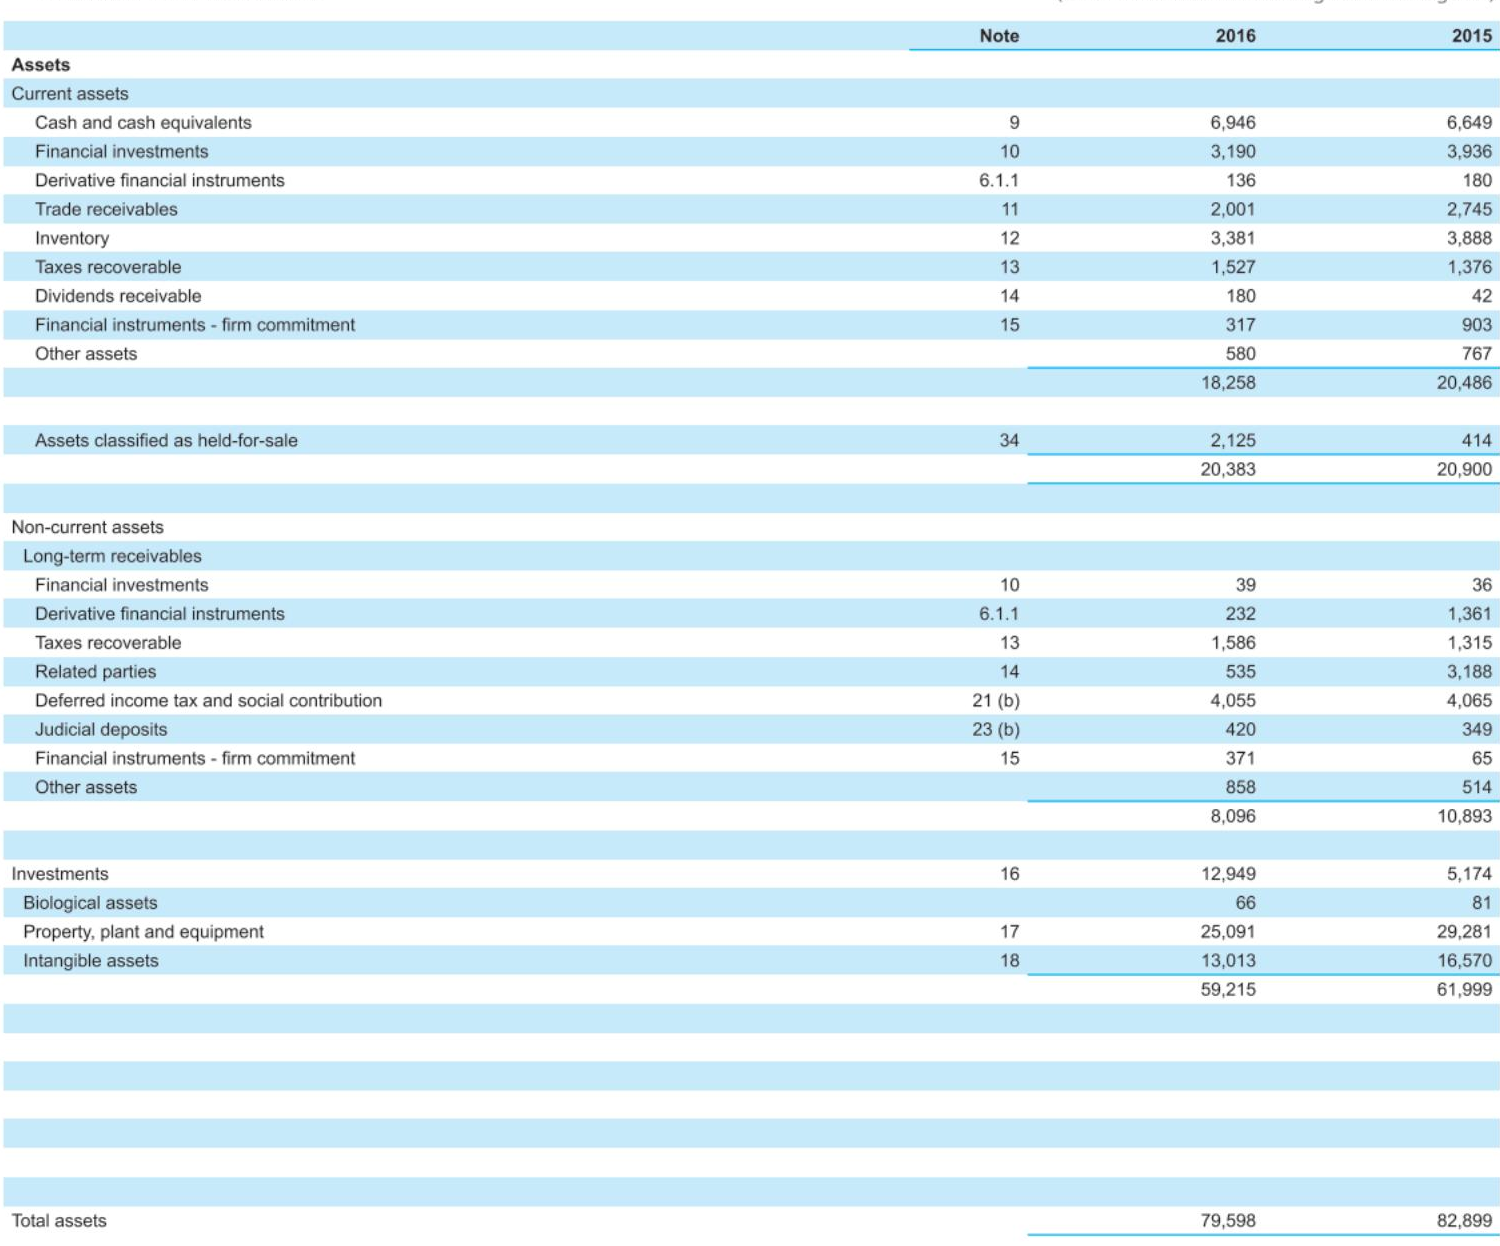 Note 2016 2015
Assets
Current assets
Cash and cash equivalents 9 6,946 6,649
Financial investments 10 3,190 3,936
Derivative financial instruments 6.1.1 136 180
Trade receivables 11 2,001 2,745
Inventory 12 3,381 3,888
Taxes recoverable 13 1,527 1,376
Dividends receivable 14 180 42
Financial instruments - firm commitment 15 317 903
Other assets 580 767
18,258 20,486
Assets classified as held-for-sale 34 2,125 414
20,383 20,900
Non-current assets
Long-term receivables
Financial investments 10 39 36
Derivative financial instruments 6.1.1 232 1,361
Taxes recoverable 13 1,586 1,315
Related parties 14 535 3,188
Deferred income tax and social contribution 21 (b) 4,055 4,065
Judicial deposits 23 (b) 420 349
Financial instruments - firm commitment 15 371 65
Other assets 858 514
8,096 10,893
Investments 16 12,949 5,174
Biological assets 66 81
Property, plant and equipment 17 25,091 29,281
Intangible assets 18 13,013 16,570
59,215 61,999
Total assets 79,598 82,899